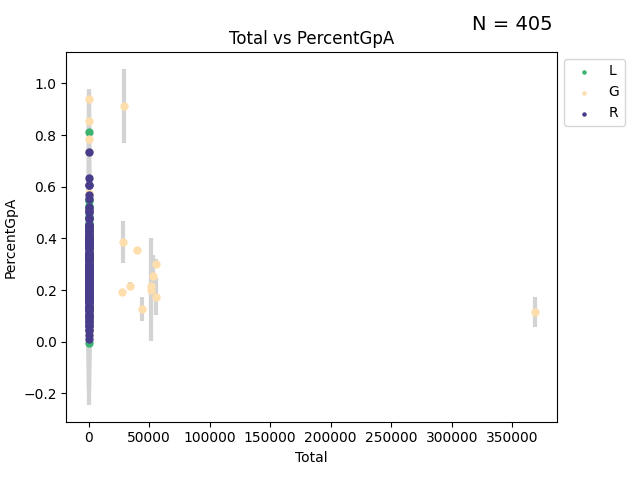 N = 405
Total vs PercentGpA
L
G
R
PercentGpA
1.0
0.8
0.6
0.4
0.2
0.0
−0.2
0 50000 100000 150000 200000 250000 300000 350000
Total